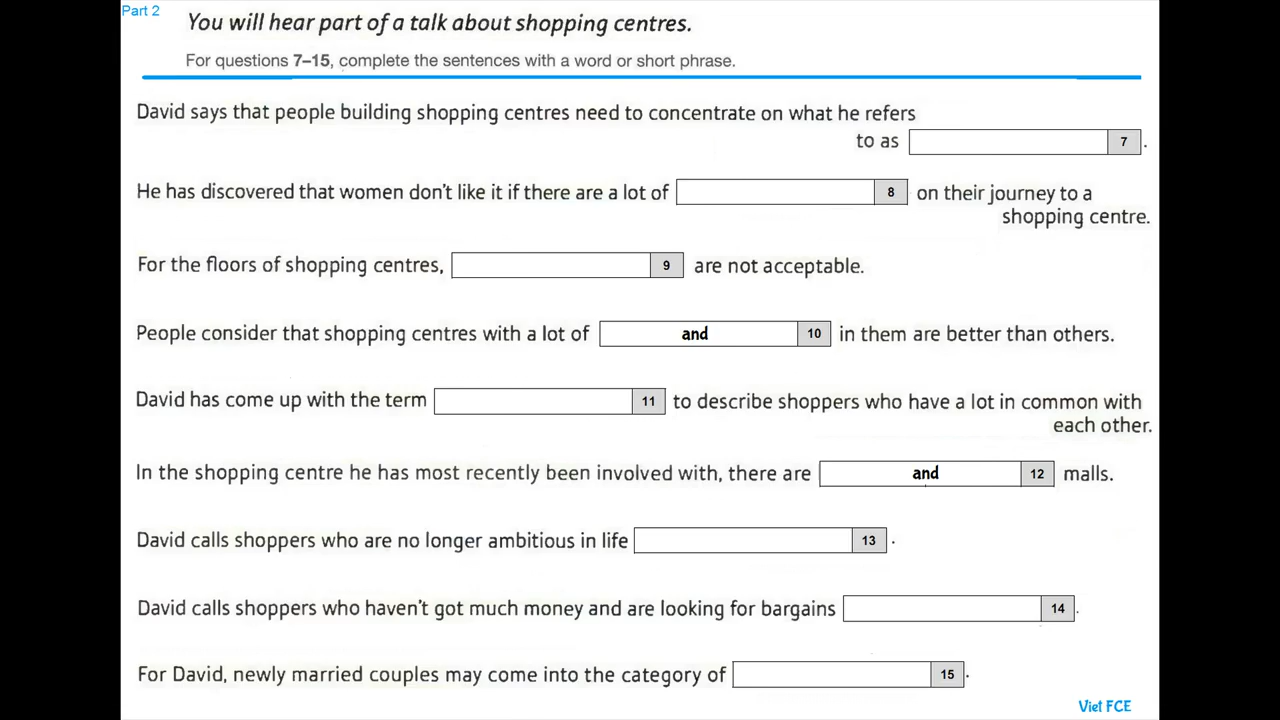 Part 2
You will hear part of a talk about shopping centres.
For questions 7–15, complete the sentences with a word or short phrase.
David says that people building shopping centres need to concentrate on what he refers
to as 7 .
He has discovered that women don't like it if there are a lot of 8 on their journey to a
shopping centre.
For the floors of shopping centres, 9 are not acceptable.
People consider that shopping centres with a lot of and 10 in them are better than others.
David has come up with the term 11 to describe shoppers who have a lot in common with
each other.
In the shopping centre he has most recently been involved with, there are and 12 malls.
David calls shoppers who are no longer ambitious in life 13 .
David calls shoppers who haven't got much money and are looking for bargains 14 .
For David, newly married couples may come into the category of 15 .
Viet FCE